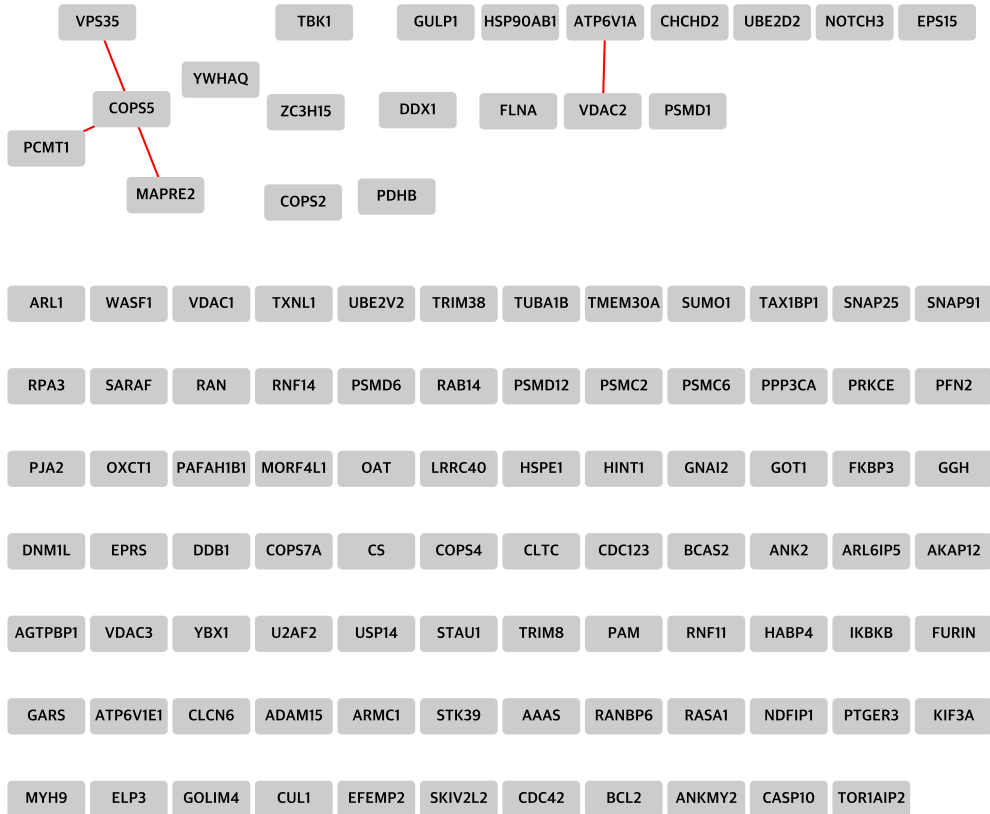 VPS35 TBK1 GULP1 HSP90AB1 ATP6V1A CHCHD2 UBE2D2 NOTCH3 EPS15
YWHAQ
COPS5 ZC3H15 DDX1 FLNA VDAC2 PSMD1
PCMT1
MAPRE2 COPS2 PDHB
ARL1 WASF1 VDAC1 TXNL1 UBE2V2 TRIM38 TUBA1B TMEM30A SUMO1 TAX1BP1 SNAP25 SNAP91
RPA3 SARAF RAN RNF14 PSMD6 RAB14 PSMD12 PSMC2 PSMC6 PPP3CA PRKCE PFN2
PJA2 OXCT1 PAFAH1B1 MORF4L1 OAT LRRC40 HSPE1 HINT1 GNAI2 GOT1 FKBP3 GGH
DNM1L EPRS DDB1 COPS7A CS COPS4 CLTC CDC123 BCAS2 ANK2 ARL6IP5 AKAP12
AGTPBP1 VDAC3 YBX1 U2AF2 USP14 STAU1 TRIM8 PAM RNF11 HABP4 IKBKB FURIN
GARS ATP6V1E1 CLCN6 ADAM15 ARMC1 STK39 AAAS RANBP6 RASA1 NDFIP1 PTGER3 KIF3A
MYH9 ELP3 GOLIM4 CUL1 EFEMP2 SKIV2L2 CDC42 BCL2 ANKMY2 CASP10 TOR1AIP2